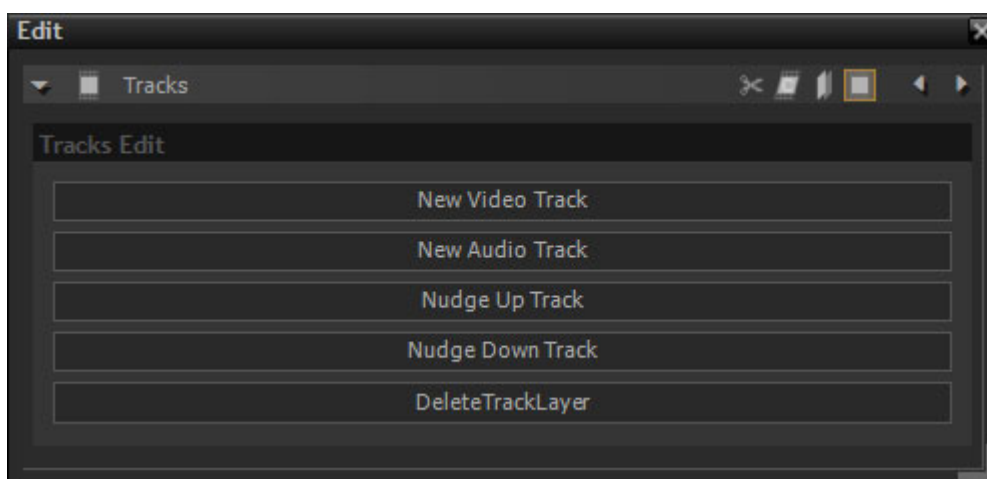 Edit
Tracks
Tracks Edit
New Video Track
New Audio Track
Nudge Up Track
Nudge Down Track
DeleteTrackLayer